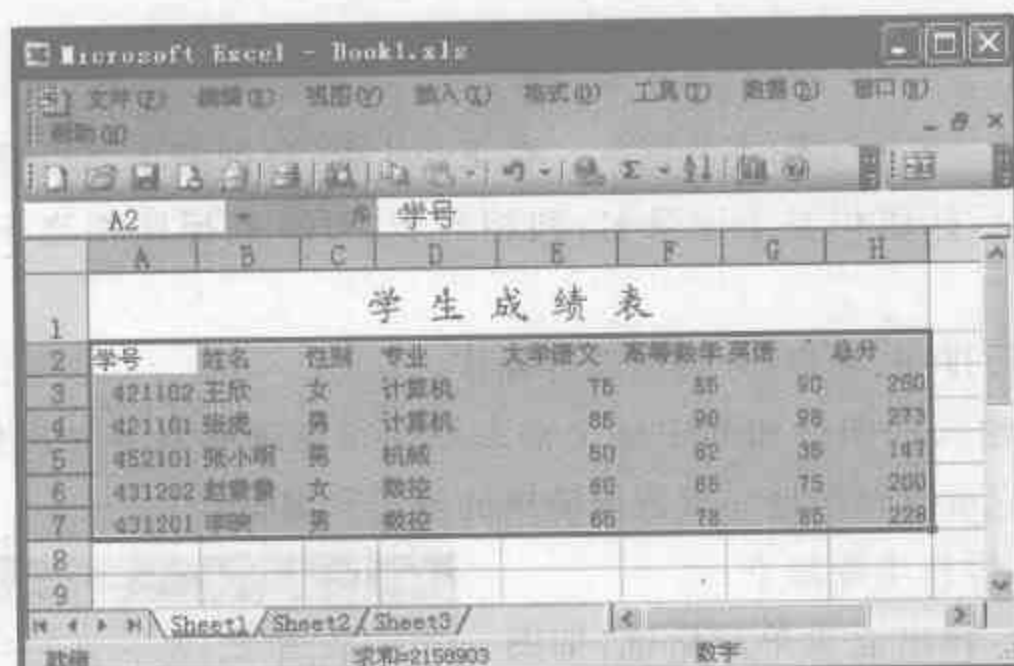 Microsoft Excel - Book1.xls
文件(F) 编辑(E) 视图(V) 插入(I) 格式(O) 工具(T) 数据(D) 窗口(W)
帮助(H)
A2 学号
A B C D E F G H
1 学生成绩表
2 学号 姓名 性别 专业 大学语文 高等数学 英语 总分
3 421102 王欣 女 计算机 75 85 90 250
4 421101 张虎 男 计算机 85 90 98 273
5 452101 张小明 男 机械 50 62 35 147
6 431202 女 数控 60 65 75 200
7 431201 男 数控 65 78 85 228
8
9
Sheet1 Sheet2 Sheet3
就绪 求和=2158903 数字